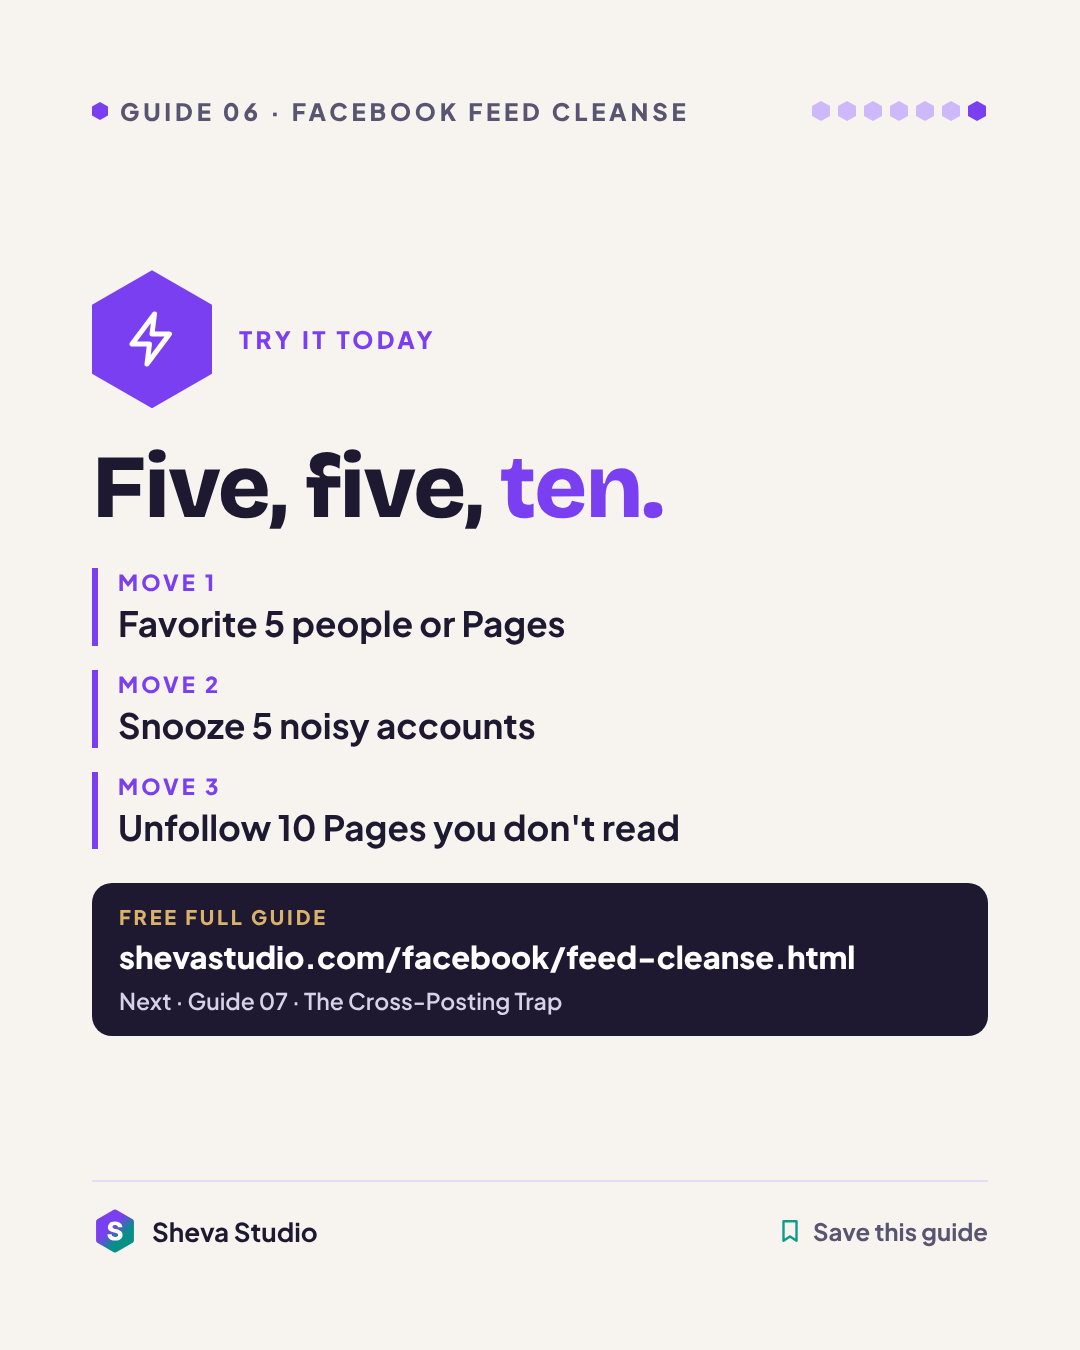 GUIDE 06 · FACEBOOK FEED CLEANSE
TRY IT TODAY
Five, five, ten.
MOVE 1
Favorite 5 people or Pages
MOVE 2
Snooze 5 noisy accounts
MOVE 3
Unfollow 10 Pages you don't read
FREE FULL GUIDE
shevastudio.com/facebook/feed-cleanse.html
Next · Guide 07 · The Cross-Posting Trap
S Sheva Studio
Save this guide